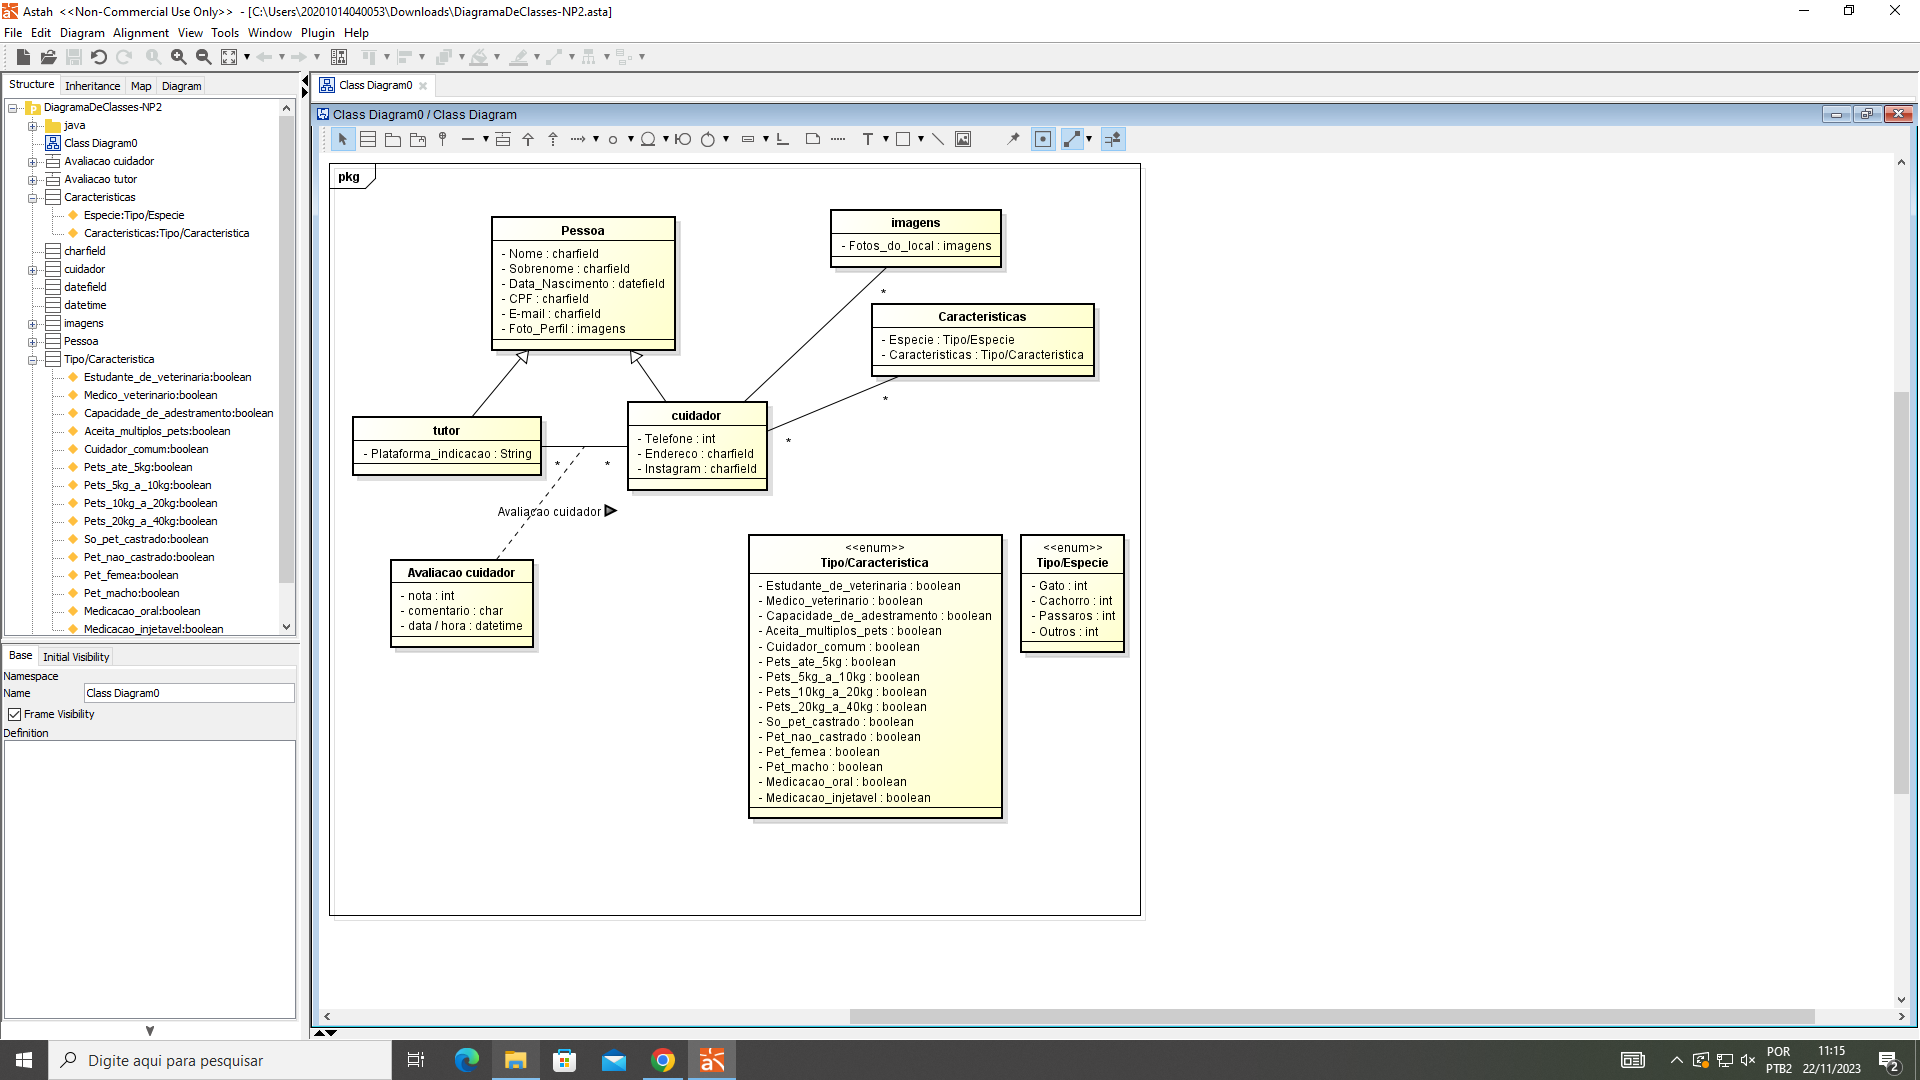 Astah <<Non-Commercial Use Only>> - [C:\Users\20201014040053\Downloads\DiagramaDeClasses-NP2.asta]
File Edit Diagram Alignment View Tools Window Plugin Help
Structure Inheritance Map Diagram
DiagramaDeClasses-NP2
java
Class Diagram0
Avaliacao cuidador
Avaliacao tutor
Caracteristicas
Especie:Tipo/Especie
Caracteristicas:Tipo/Caracteristica
charfield
cuidador
datefield
datetime
imagens
Pessoa
Tipo/Caracteristica
Estudante_de_veterinaria:boolean
Medico_veterinario:boolean
Capacidade_de_adestramento:boolean
Aceita_multiplos_pets:boolean
Cuidador_comum:boolean
Pets_ate_5kg:boolean
Pets_5kg_a_10kg:boolean
Pets_10kg_a_20kg:boolean
Pets_20kg_a_40kg:boolean
So_pet_castrado:boolean
Pet_nao_castrado:boolean
Pet_femea:boolean
Pet_macho:boolean
Medicacao_oral:boolean
Medicacao_injetavel:boolean
Base Initial Visibility
Namespace
Name Class Diagram0
Frame Visibility
Definition
Class Diagram0
Class Diagram0 / Class Diagram
pkg
Pessoa
- Nome : charfield
- Sobrenome : charfield
- Data_Nascimento : datefield
- CPF : charfield
- E-mail : charfield
- Foto_Perfil : imagens
imagens
- Fotos_do_local : imagens
*
Caracteristicas
- Especie : Tipo/Especie
- Caracteristicas : Tipo/Caracteristica
*
tutor
- Plataforma_indicacao : String
*
*
cuidador
- Telefone : int
- Endereco : charfield
- Instagram : charfield
*
Avaliacao cuidador
Avaliacao cuidador
- nota : int
- comentario : char
- data / hora : datetime
<<enum>>
Tipo/Caracteristica
- Estudante_de_veterinaria : boolean
- Medico_veterinario : boolean
- Capacidade_de_adestramento : boolean
- Aceita_multiplos_pets : boolean
- Cuidador_comum : boolean
- Pets_ate_5kg : boolean
- Pets_5kg_a_10kg : boolean
- Pets_10kg_a_20kg : boolean
- Pets_20kg_a_40kg : boolean
- So_pet_castrado : boolean
- Pet_nao_castrado : boolean
- Pet_femea : boolean
- Pet_macho : boolean
- Medicacao_oral : boolean
- Medicacao_injetavel : boolean
<<enum>>
Tipo/Especie
- Gato : int
- Cachorro : int
- Passaros : int
- Outros : int
Digite aqui para pesquisar
POR
PTB2
11:15
22/11/2023
2